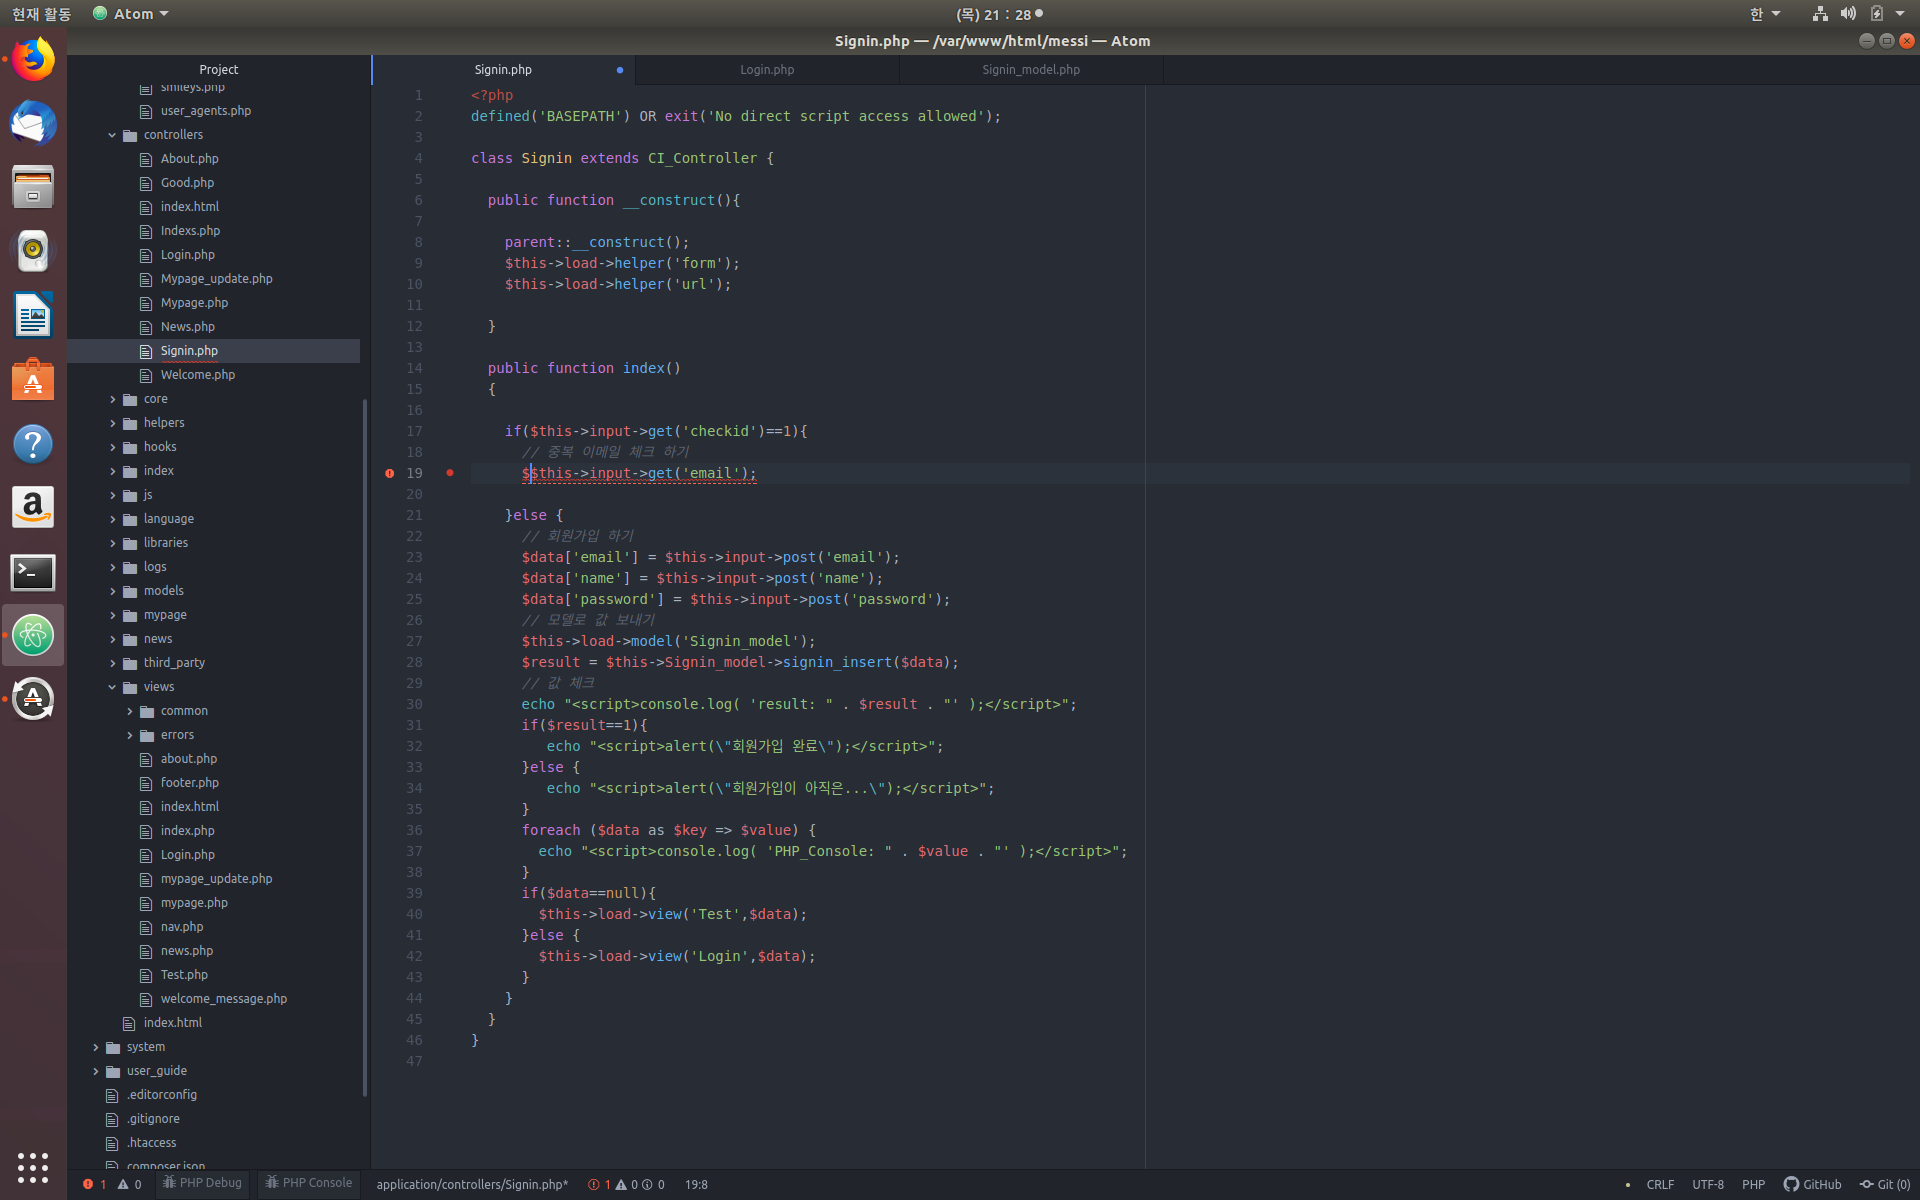 현재 활동
Atom
(목) 21 : 28
한
Signin.php — /var/www/html/messi — Atom
Project
smileys.php
user_agents.php
controllers
About.php
Good.php
index.html
Indexs.php
Login.php
Mypage_update.php
Mypage.php
News.php
Signin.php
Welcome.php
core
helpers
hooks
index
js
language
libraries
logs
models
mypage
news
third_party
views
common
errors
about.php
footer.php
index.html
index.php
Login.php
mypage_update.php
mypage.php
nav.php
news.php
Test.php
welcome_message.php
index.html
system
user_guide
.editorconfig
.gitignore
.htaccess
composer.json
Signin.php
Login.php
Signin_model.php
1 <?php
2 defined('BASEPATH') OR exit('No direct script access allowed');
3
4 class Signin extends CI_Controller {
5
6 public function __construct(){
7
8 parent::__construct();
9 $this->load->helper('form');
10 $this->load->helper('url');
11
12 }
13
14 public function index()
15 {
16
17 if($this->input->get('checkid')==1){
18 // 중복 이메일 체크 하기
19 $$this->input->get('email');
20
21 }else {
22 // 회원가입 하기
23 $data['email'] = $this->input->post('email');
24 $data['name'] = $this->input->post('name');
25 $data['password'] = $this->input->post('password');
26 // 모델로 값 보내기
27 $this->load->model('Signin_model');
28 $result = $this->Signin_model->signin_insert($data);
29 // 값 체크
30 echo "<script>console.log( 'result: " . $result . "' );</script>";
31 if($result==1){
32 echo "<script>alert(\"회원가입 완료\");</script>";
33 }else {
34 echo "<script>alert(\"회원가입이 아직은...\");</script>";
35 }
36 foreach ($data as $key => $value) {
37 echo "<script>console.log( 'PHP_Console: " . $value . "' );</script>";
38 }
39 if($data==null){
40 $this->load->view('Test',$data);
41 }else {
42 $this->load->view('Login',$data);
43 }
44 }
45 }
46 }
47
1 0 PHP Debug PHP Console application/controllers/Signin.php* 1 0 0 19:8 CRLF UTF-8 PHP GitHub Git (0)